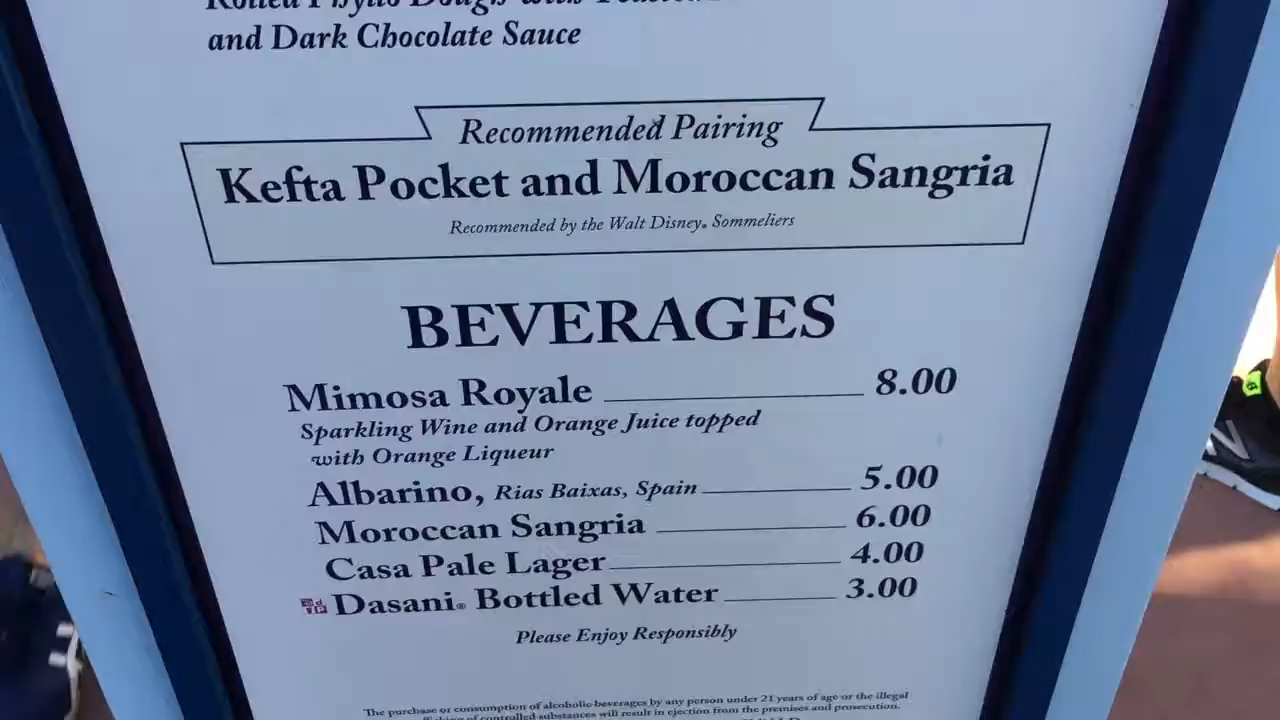 and Dark Chocolate Sauce
Recommended Pairing
Kefta Pocket and Moroccan Sangria
Recommended by the Walt Disney® Sommeliers
BEVERAGES
Mimosa Royale 8.00
Sparkling Wine and Orange Juice topped
with Orange Liqueur
Albarino, Rias Baixas, Spain 5.00
Moroccan Sangria 6.00
Casa Pale Lager 4.00
Dasani® Bottled Water 3.00
Please Enjoy Responsibly
The purchase or consumption of alcoholic beverages by any person under 21 years of age or the illegal
of controlled substances will result in ejection from the premises and prosecution.